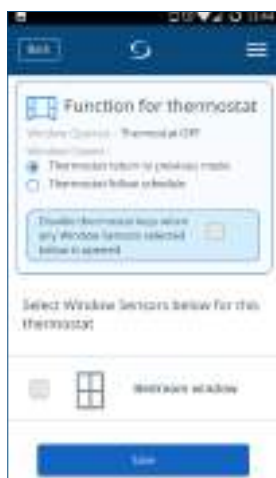 Back
Function for thermostat
Window Opened : Thermostat OFF
Window Closed :
Thermostat return to previous mode
Thermostat follow schedule
Disable thermostat keys when
any Window Sensors selected
below is opened
Select Window Sensors below for this
thermostat
Bedroom window
Save